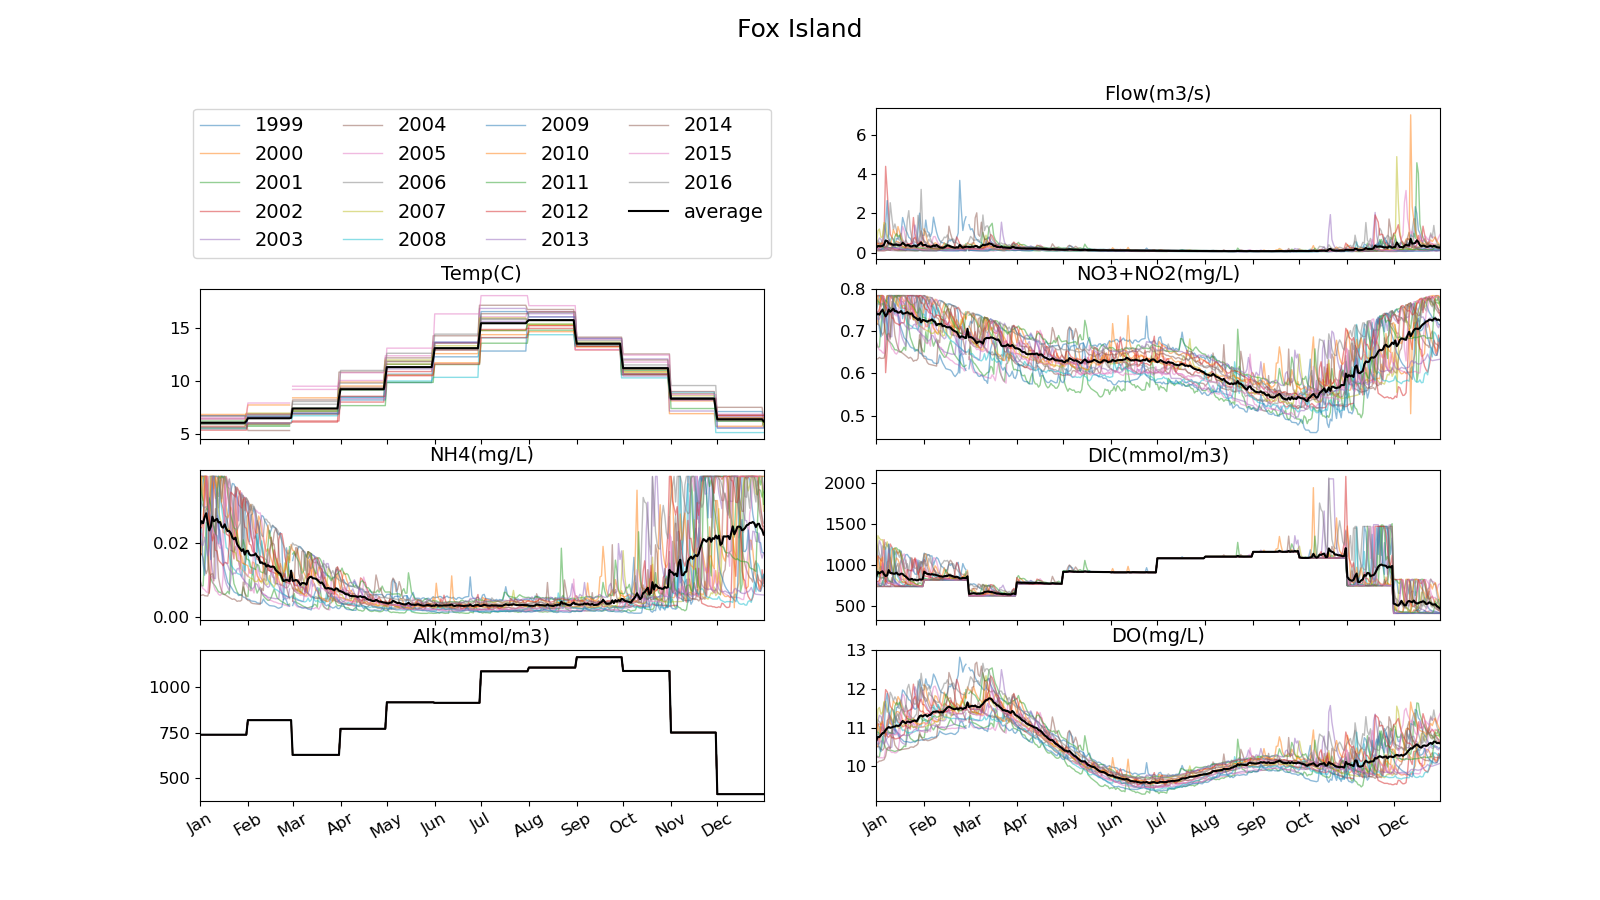 Fox Island
1999 2004 2009 2014
2000 2005 2010 2015
2001 2006 2011 2016
2002 2007 2012 average
2003 2008 2013
Flow(m3/s)
6
4
2
0
Temp(C)
15
10
5
NO3+NO2(mg/L)
0.8
0.7
0.6
0.5
NH4(mg/L)
0.02
0.00
DIC(mmol/m3)
2000
1500
1000
500
Alk(mmol/m3)
1000
750
500
Jan Feb Mar Apr May Jun Jul Aug Sep Oct Nov Dec
DO(mg/L)
13
12
11
10
Jan Feb Mar Apr May Jun Jul Aug Sep Oct Nov Dec